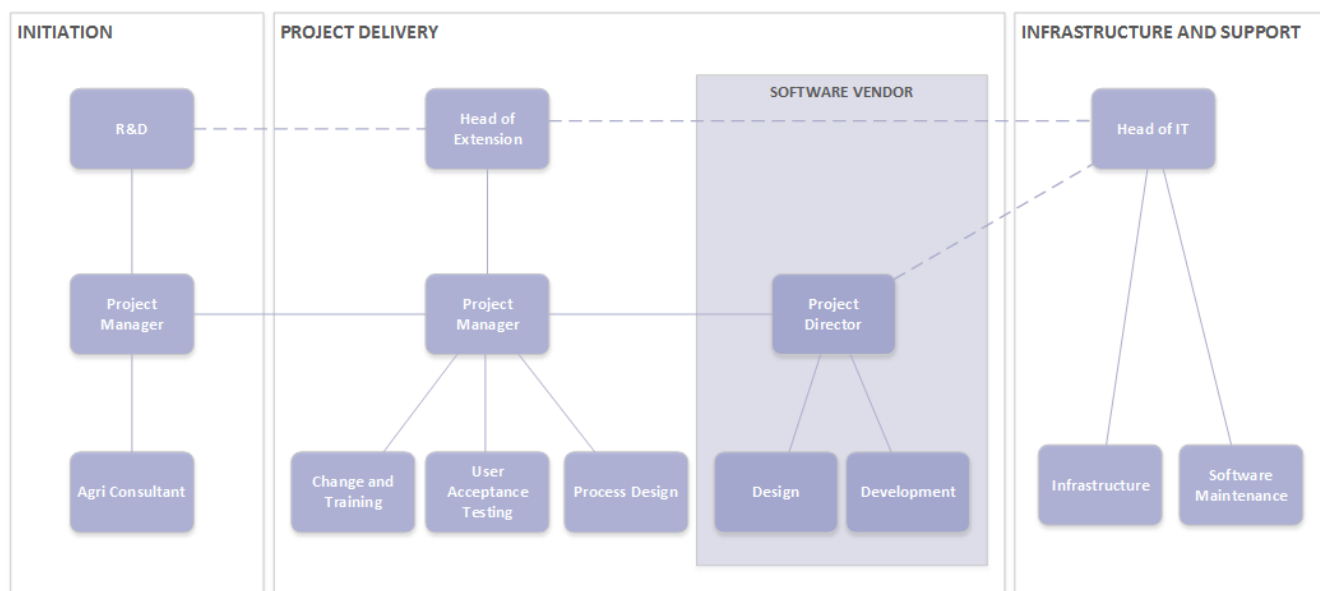 INITIATION
PROJECT DELIVERY
INFRASTRUCTURE AND SUPPORT
SOFTWARE VENDOR
R&D
Head of
Extension
Head of IT
Project
Manager
Project
Manager
Project
Director
Agri Consultant
Change and
Training
User
Acceptance
Testing
Process Design
Design
Development
Infrastructure
Software
Maintenance